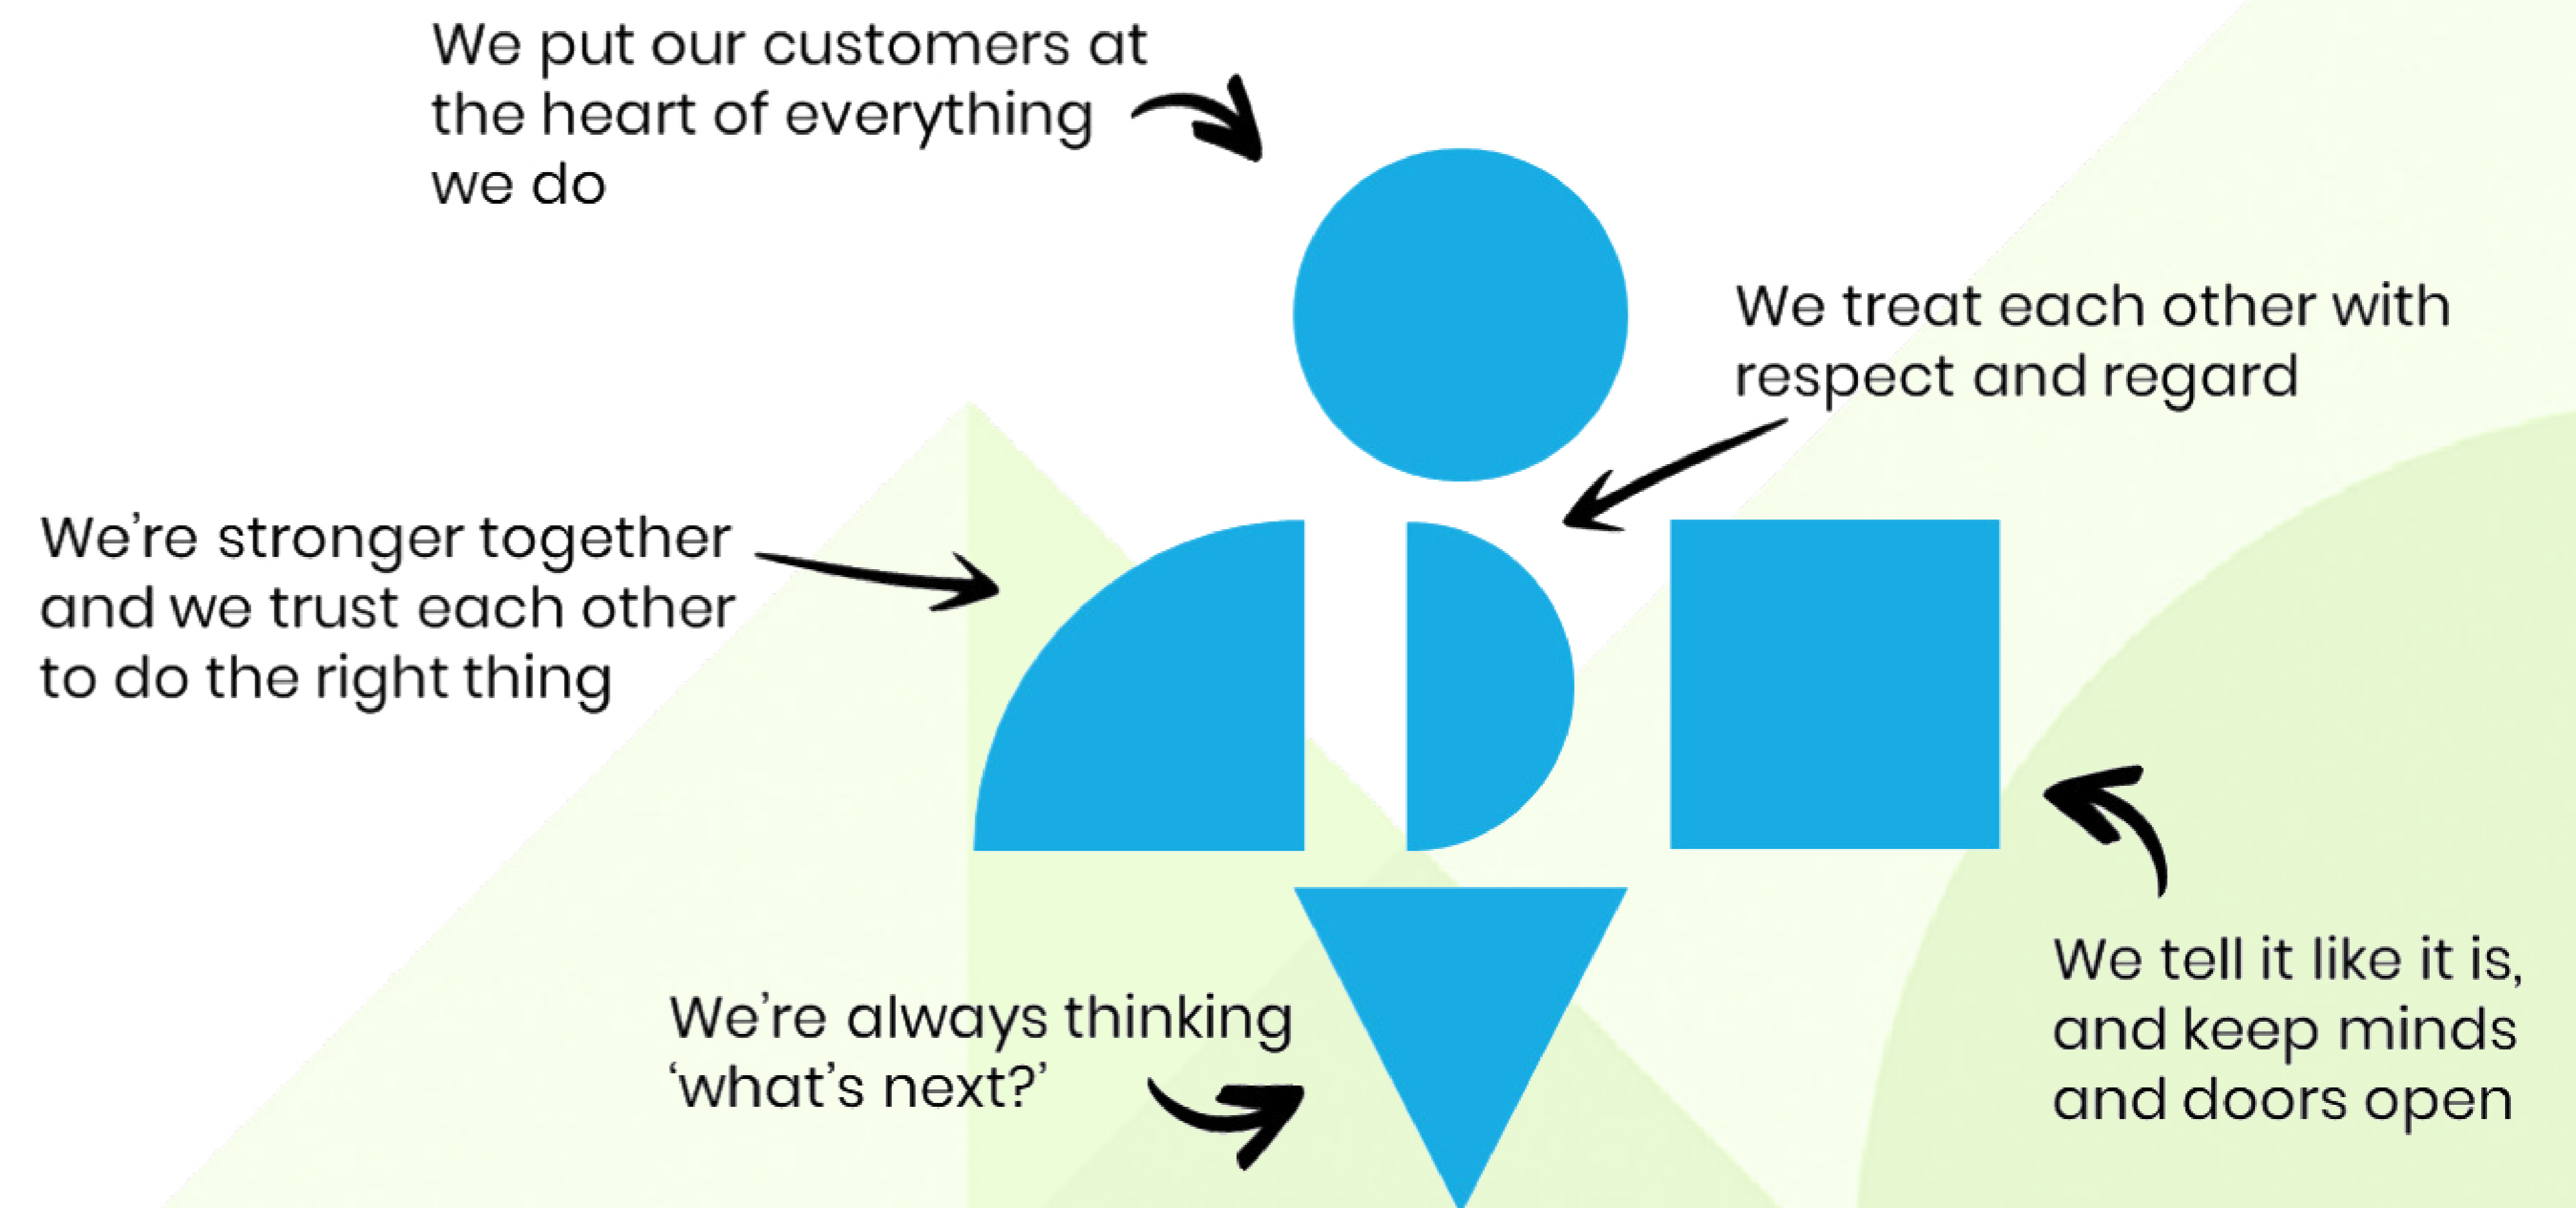 We put our customers at
the heart of everything
we do
We treat each other with
respect and regard
We’re stronger together
and we trust each other
to do the right thing
We tell it like it is,
and keep minds
and doors open
We’re always thinking
‘what’s next?’